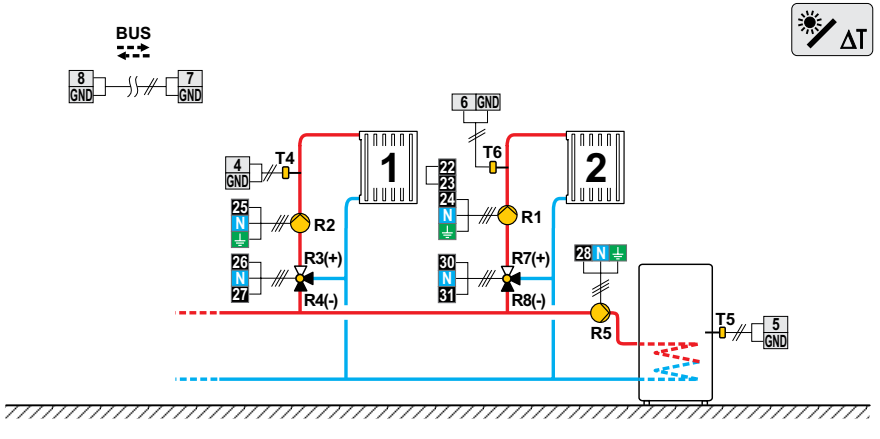 BUS
8
GND
7
GND
ΔT
6 GND
4
GND
T4
1
T6
2
22
23
24
N
25
N
R2
R1
26
N
27
R3(+)
R4(-)
30
N
31
R7(+)
R8(-)
28 N
R5
T5
5
GND